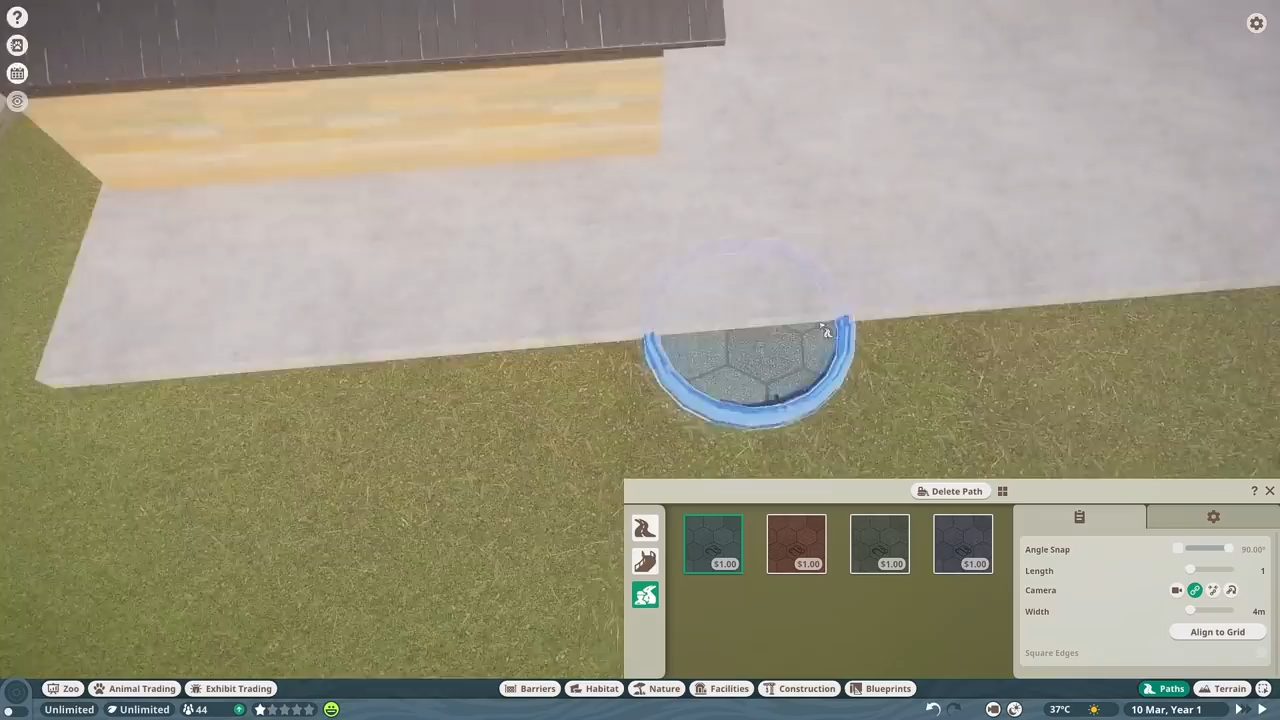 ?
Delete Path
? ×
$1.00 $1.00 $1.00 $1.00
Angle Snap 90.00°
Length 1
Camera
Width 4m
Align to Grid
Square Edges
Zoo Animal Trading Exhibit Trading Barriers Habitat Nature Facilities Construction Blueprints Paths Terrain
Unlimited Unlimited 44 37°C 10 Mar, Year 1